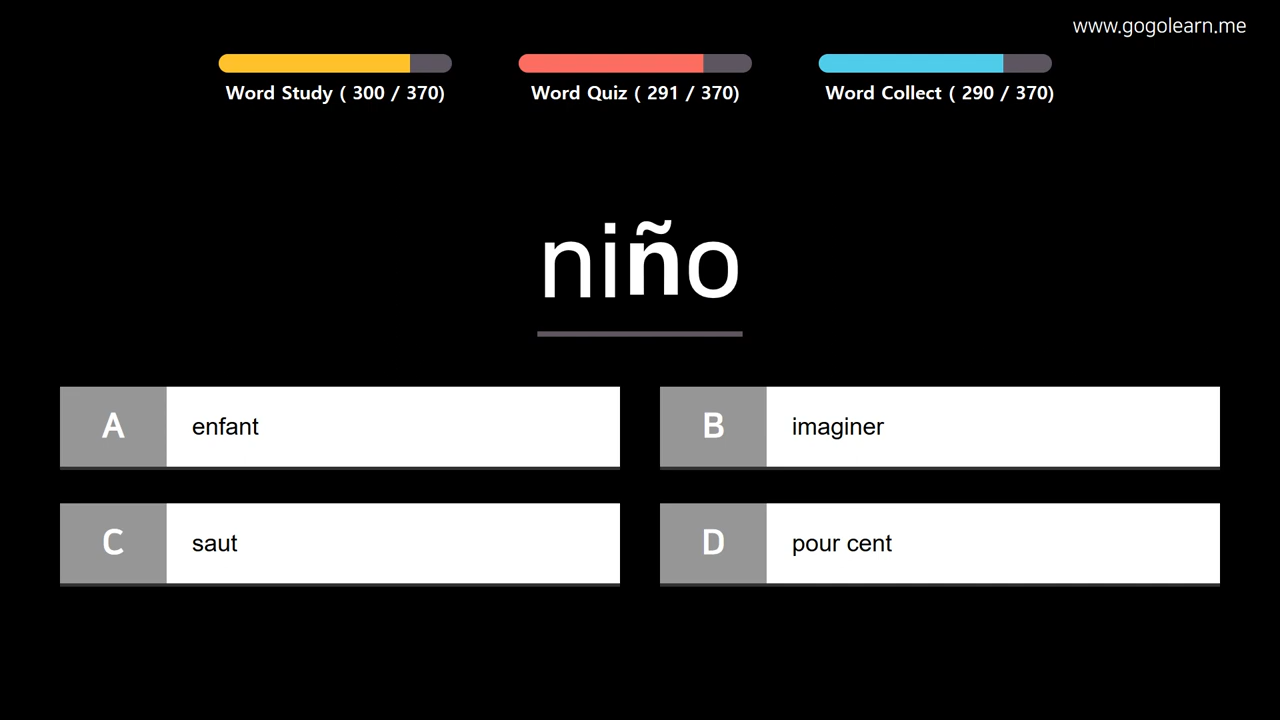 www.gogolearn.me
Word Study ( 300 / 370)
Word Quiz ( 291 / 370)
Word Collect ( 290 / 370)
niño
A enfant
B imaginer
C saut
D pour cent